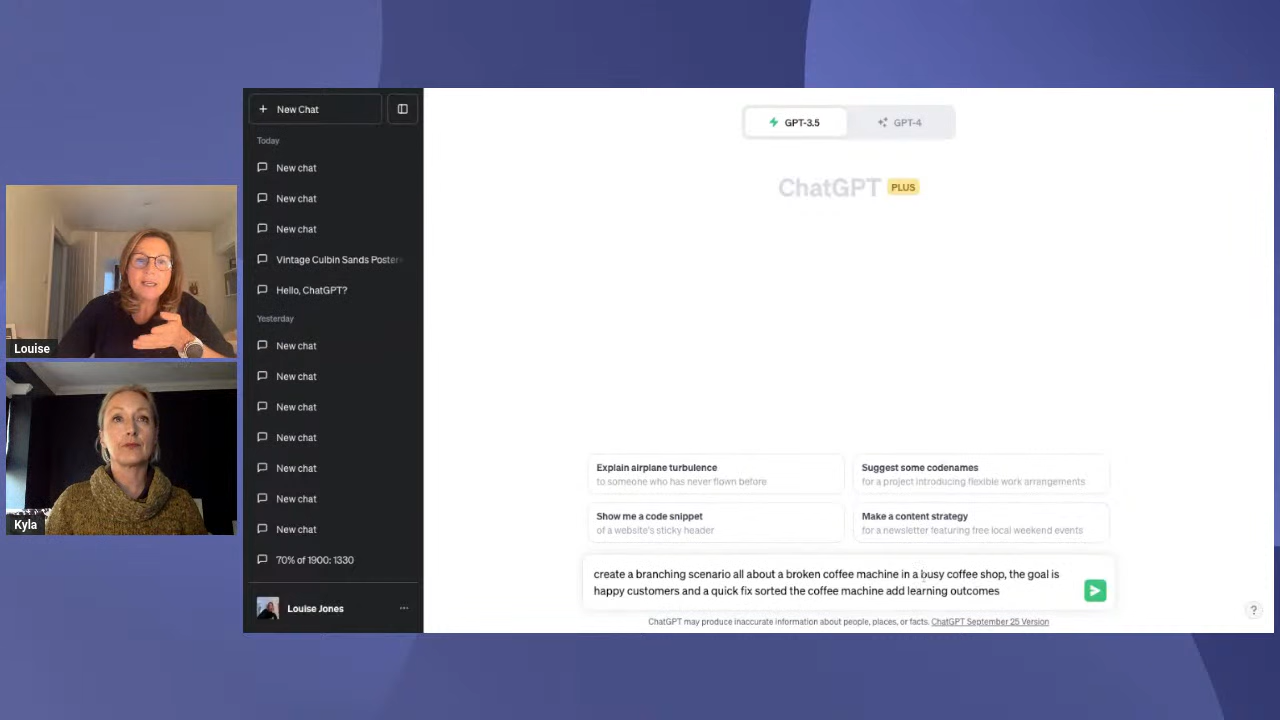 New Chat
Today
New chat
New chat
New chat
Vintage Culbin Sands Poster
Hello, ChatGPT?
Yesterday
New chat
New chat
New chat
New chat
New chat
New chat
New chat
70% of 1900: 1330
Louise Jones
GPT-3.5
GPT-4
ChatGPT PLUS
Explain airplane turbulence
to someone who has never flown before
Suggest some codenames
for a project introducing flexible work arrangements
Show me a code snippet
of a website's sticky header
Make a content strategy
for a newsletter featuring free local weekend events
create a branching scenario all about a broken coffee machine in a busy coffee shop, the goal is
happy customers and a quick fix sorted the coffee machine add learning outcomes
ChatGPT may produce inaccurate information about people, places, or facts. ChatGPT September 25 Version
?
Louise
Kyla